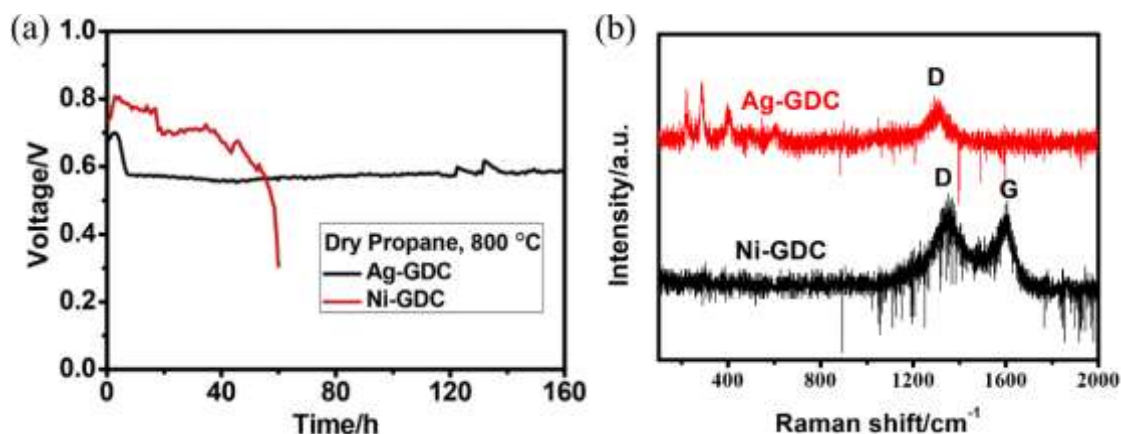 (a)
1.0
0.8
0.6
0.4
0.2
0.0
Voltage/V
0 40 80 120 160
Time/h
Dry Propane, 800 °C
Ag-GDC
Ni-GDC
(b)
Intensity/a.u.
Ag-GDC
D
Ni-GDC
D
G
400 800 1200 1600 2000
Raman shift/cm⁻¹